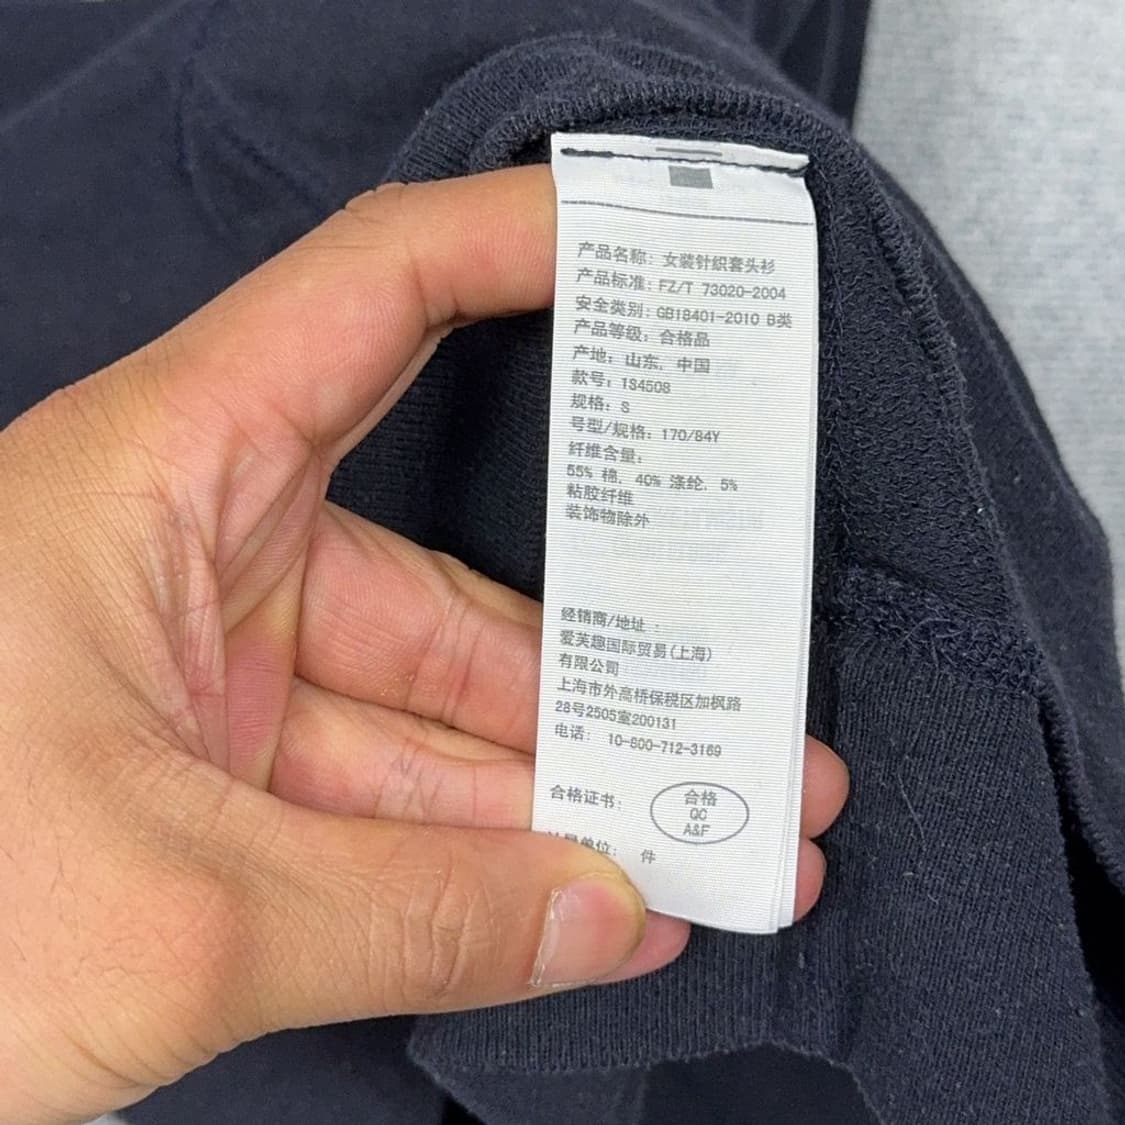 产品名称: 女装针织套头衫
产品标准: FZ/T 73020-2004
安全类别: GB18401-2010 B类
产品等级: 合格品
产地: 山东, 中国
款号: 1S4508
规格: S
号型/规格: 170/84Y
纤维含量:
55% 棉, 40% 涤纶, 5%
粘胶纤维
装饰物除外
经销商/地址 :
爱芙趣国际贸易(上海)
有限公司
上海市外高桥保税区加枫路
28号2505室200131
电话: 10-800-712-3169
合格证书:
合格
QC
A&F
单位: 件